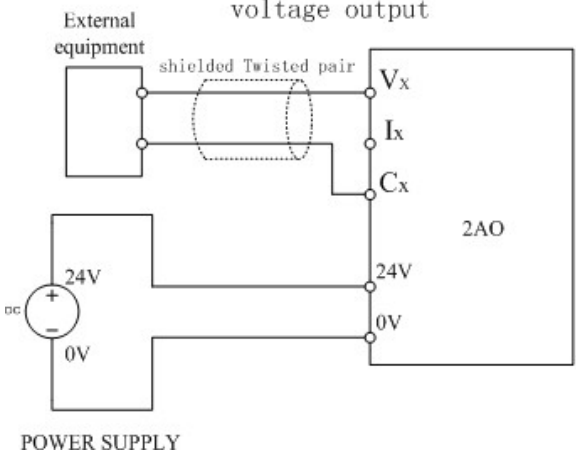 voltage output
External
equipment
shielded Twisted pair
Vx
Ix
Cx
2AO
24V
0V
24V
+
DC
−
0V
POWER SUPPLY